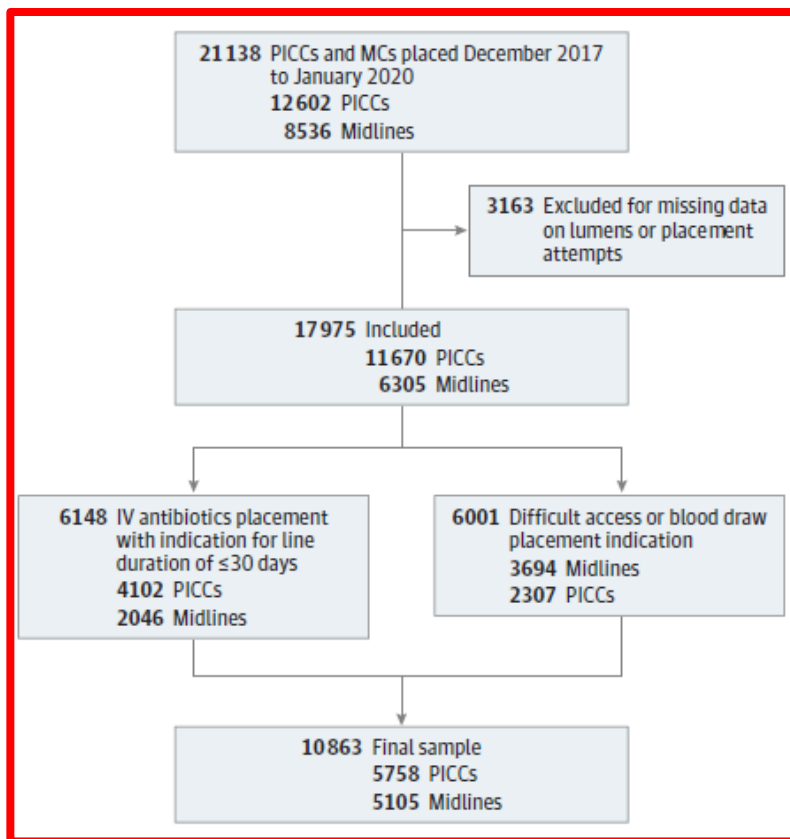 21138 PICCs and MCs placed December 2017
to January 2020
12602 PICCs
8536 Midlines
3163 Excluded for missing data
on lumens or placement
attempts
17975 Included
11670 PICCs
6305 Midlines
6148 IV antibiotics placement
with indication for line
duration of ≤30 days
4102 PICCs
2046 Midlines
6001 Difficult access or blood draw
placement indication
3694 Midlines
2307 PICCs
10863 Final sample
5758 PICCs
5105 Midlines